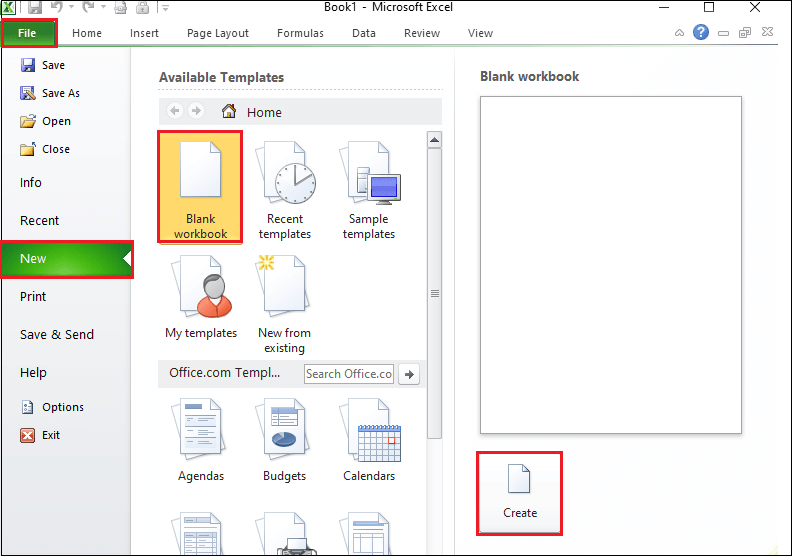 Book1 - Microsoft Excel
File Home Insert Page Layout Formulas Data Review View
Save
Save As
Open
Close
Info
Recent
New
Print
Save & Send
Help
Options
Exit
Available Templates
Home
Blank
workbook
Recent
templates
Sample
templates
My templates
New from
existing
Office.com Templ...
Search Office.co
Agendas
Budgets
Calendars
Blank workbook
Create